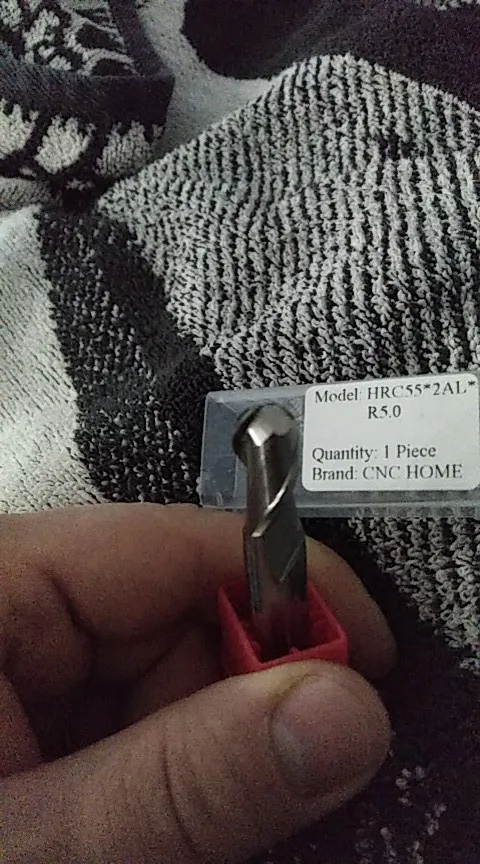 Model: HRC55*2AL*
R5.0
Quantity: 1 Piece
Brand: CNC HOME